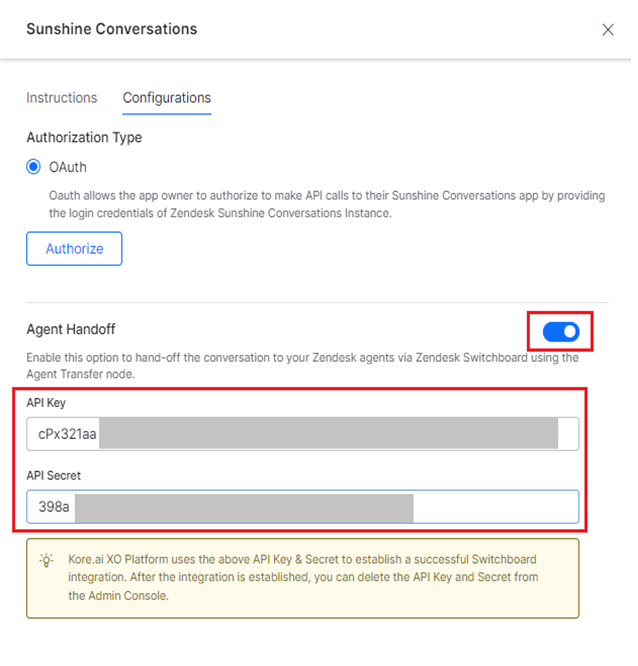 Sunshine Conversations
Instructions Configurations
Authorization Type
OAuth
Oauth allows the app owner to authorize to make API calls to their Sunshine Conversations app by providing
the login credentials of Zendesk Sunshine Conversations Instance.
Authorize
Agent Handoff
Enable this option to hand-off the conversation to your Zendesk agents via Zendesk Switchboard using the
Agent Transfer node.
API Key
cPx321aa
API Secret
398a
Kore.ai XO Platform uses the above API Key & Secret to establish a successful Switchboard
integration. After the integration is established, you can delete the API Key and Secret from
the Admin Console.